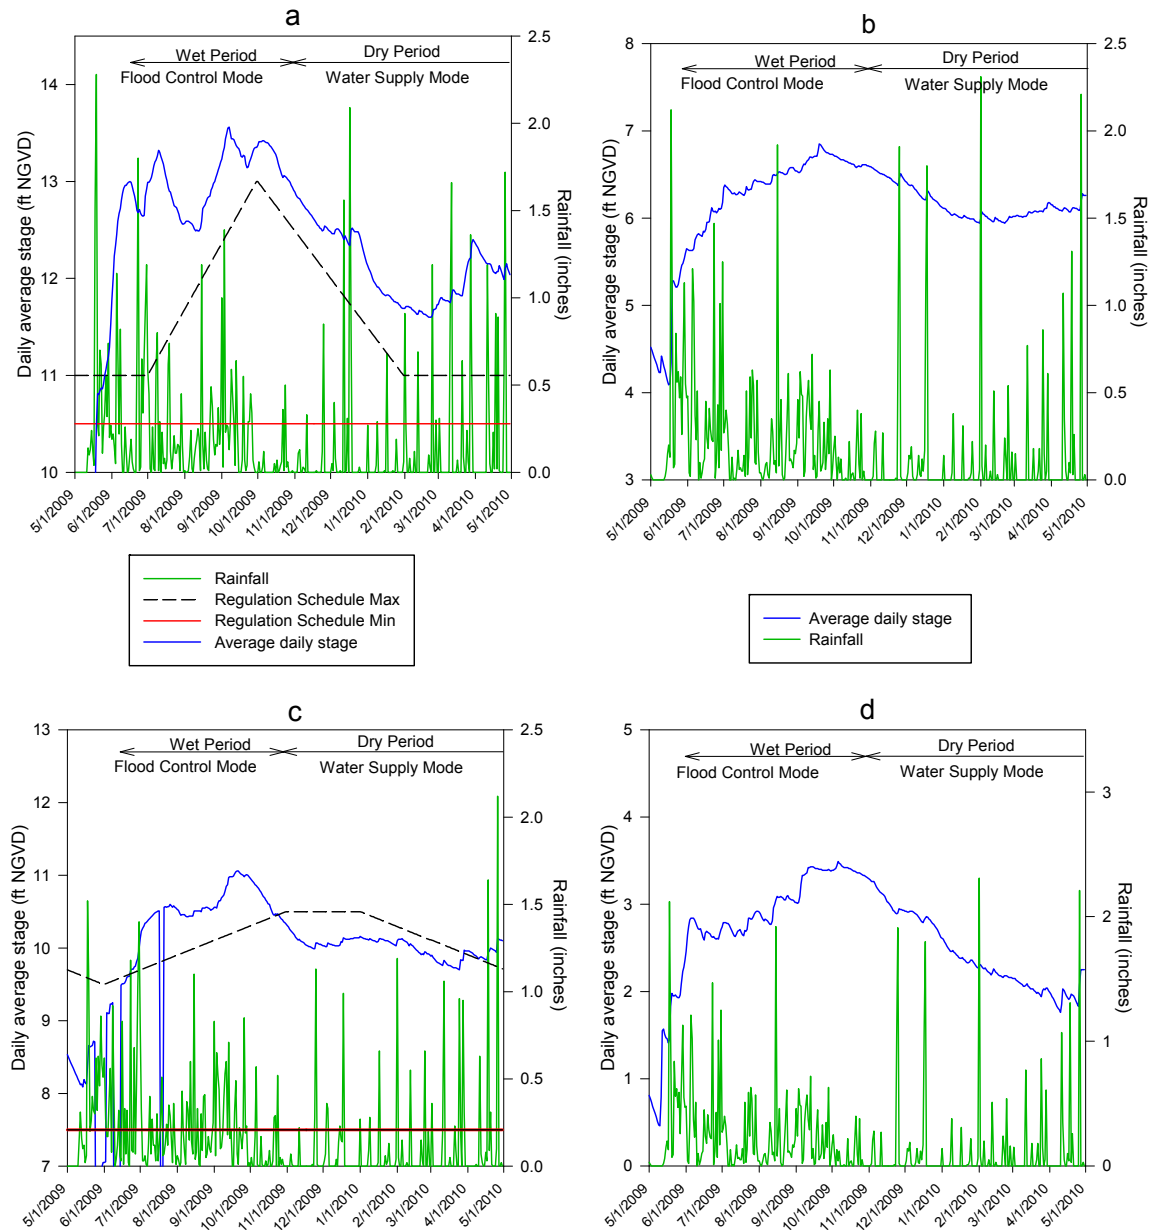 a
Wet Period
Dry Period
Flood Control Mode
Water Supply Mode
Daily average stage (ft NGVD)
14
13
12
11
10
2.5
2.0
1.5
1.0
0.5
0.0
Rainfall (inches)
5/1/2009
6/1/2009
7/1/2009
8/1/2009
9/1/2009
10/1/2009
11/1/2009
12/1/2009
1/1/2010
2/1/2010
3/1/2010
4/1/2010
5/1/2010
b
Wet Period
Dry Period
Flood Control Mode
Water Supply Mode
Daily average stage (ft NGVD)
8
7
6
5
4
3
2.5
2.0
1.5
1.0
0.5
0.0
Rainfall (inches)
5/1/2009
6/1/2009
7/1/2009
8/1/2009
9/1/2009
10/1/2009
11/1/2009
12/1/2009
1/1/2010
2/1/2010
3/1/2010
4/1/2010
5/1/2010
Rainfall
Regulation Schedule Max
Regulation Schedule Min
Average daily stage
Average daily stage
Rainfall
c
Wet Period
Dry Period
Flood Control Mode
Water Supply Mode
Daily average stage (ft NGVD)
13
12
11
10
9
8
7
2.5
2.0
1.5
1.0
0.5
0.0
Rainfall (inches)
5/1/2009
6/1/2009
7/1/2009
8/1/2009
9/1/2009
10/1/2009
11/1/2009
12/1/2009
1/1/2010
2/1/2010
3/1/2010
4/1/2010
5/1/2010
d
Wet Period
Dry Period
Flood Control Mode
Water Supply Mode
Daily average stage (ft NGVD)
5
4
3
2
1
0
3
2
1
0
Rainfall (inches)
5/1/2009
6/1/2009
7/1/2009
8/1/2009
9/1/2009
10/1/2009
11/1/2009
12/1/2009
1/1/2010
2/1/2010
3/1/2010
4/1/2010
5/1/2010